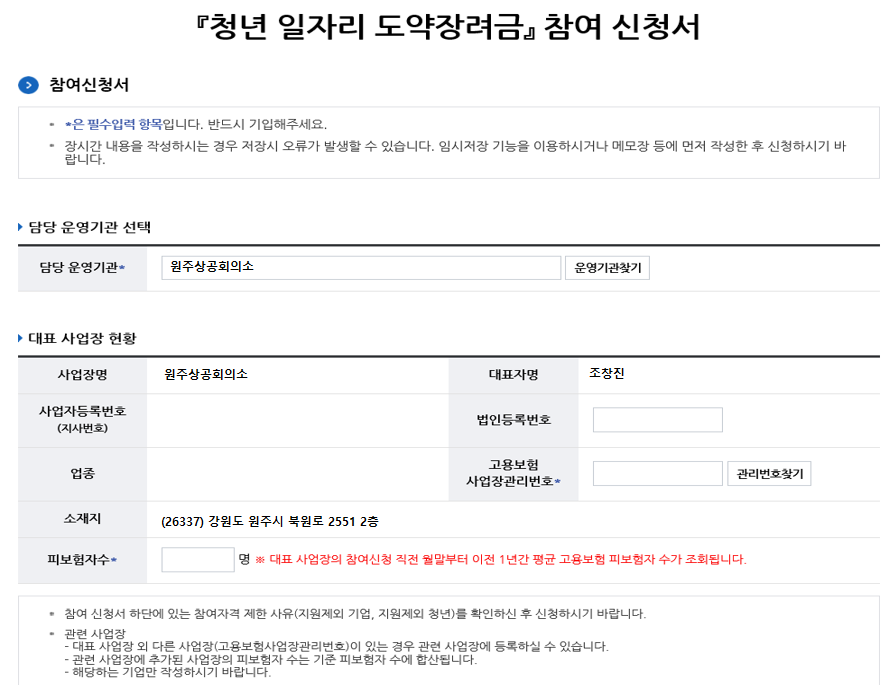 『청년 일자리 도약장려금』 참여 신청서
참여신청서
*은 필수입력 항목입니다. 반드시 기입해주세요.
장시간 내용을 작성하시는 경우 저장시 오류가 발생할 수 있습니다. 임시저장 기능을 이용하시거나 메모장 등에 먼저 작성한 후 신청하시기 바
랍니다.
담당 운영기관 선택
담당 운영기관* 원주상공회의소 운영기관찾기
대표 사업장 현황
사업장명 원주상공회의소 대표자명 조창진
사업자등록번호
(지사번호)
법인등록번호
업종
고용보험
사업장관리번호* 관리번호찾기
소재지 (26337) 강원도 원주시 북원로 2551 2층
피보험자수* 명 ※ 대표 사업장의 참여신청 직전 월말부터 이전 1년간 평균 고용보험 피보험자 수가 조회됩니다.
참여 신청서 하단에 있는 참여자격 제한 사유(지원제외 기업, 지원제외 청년)를 확인하신 후 신청하시기 바랍니다.
관련 사업장
- 대표 사업장 외 다른 사업장(고용보험사업장관리번호)이 있는 경우 관련 사업장에 등록하실 수 있습니다.
- 관련 사업장에 추가된 사업장의 피보험자 수는 기준 피보험자 수에 합산됩니다.
- 해당하는 기업만 작성하시기 바랍니다.